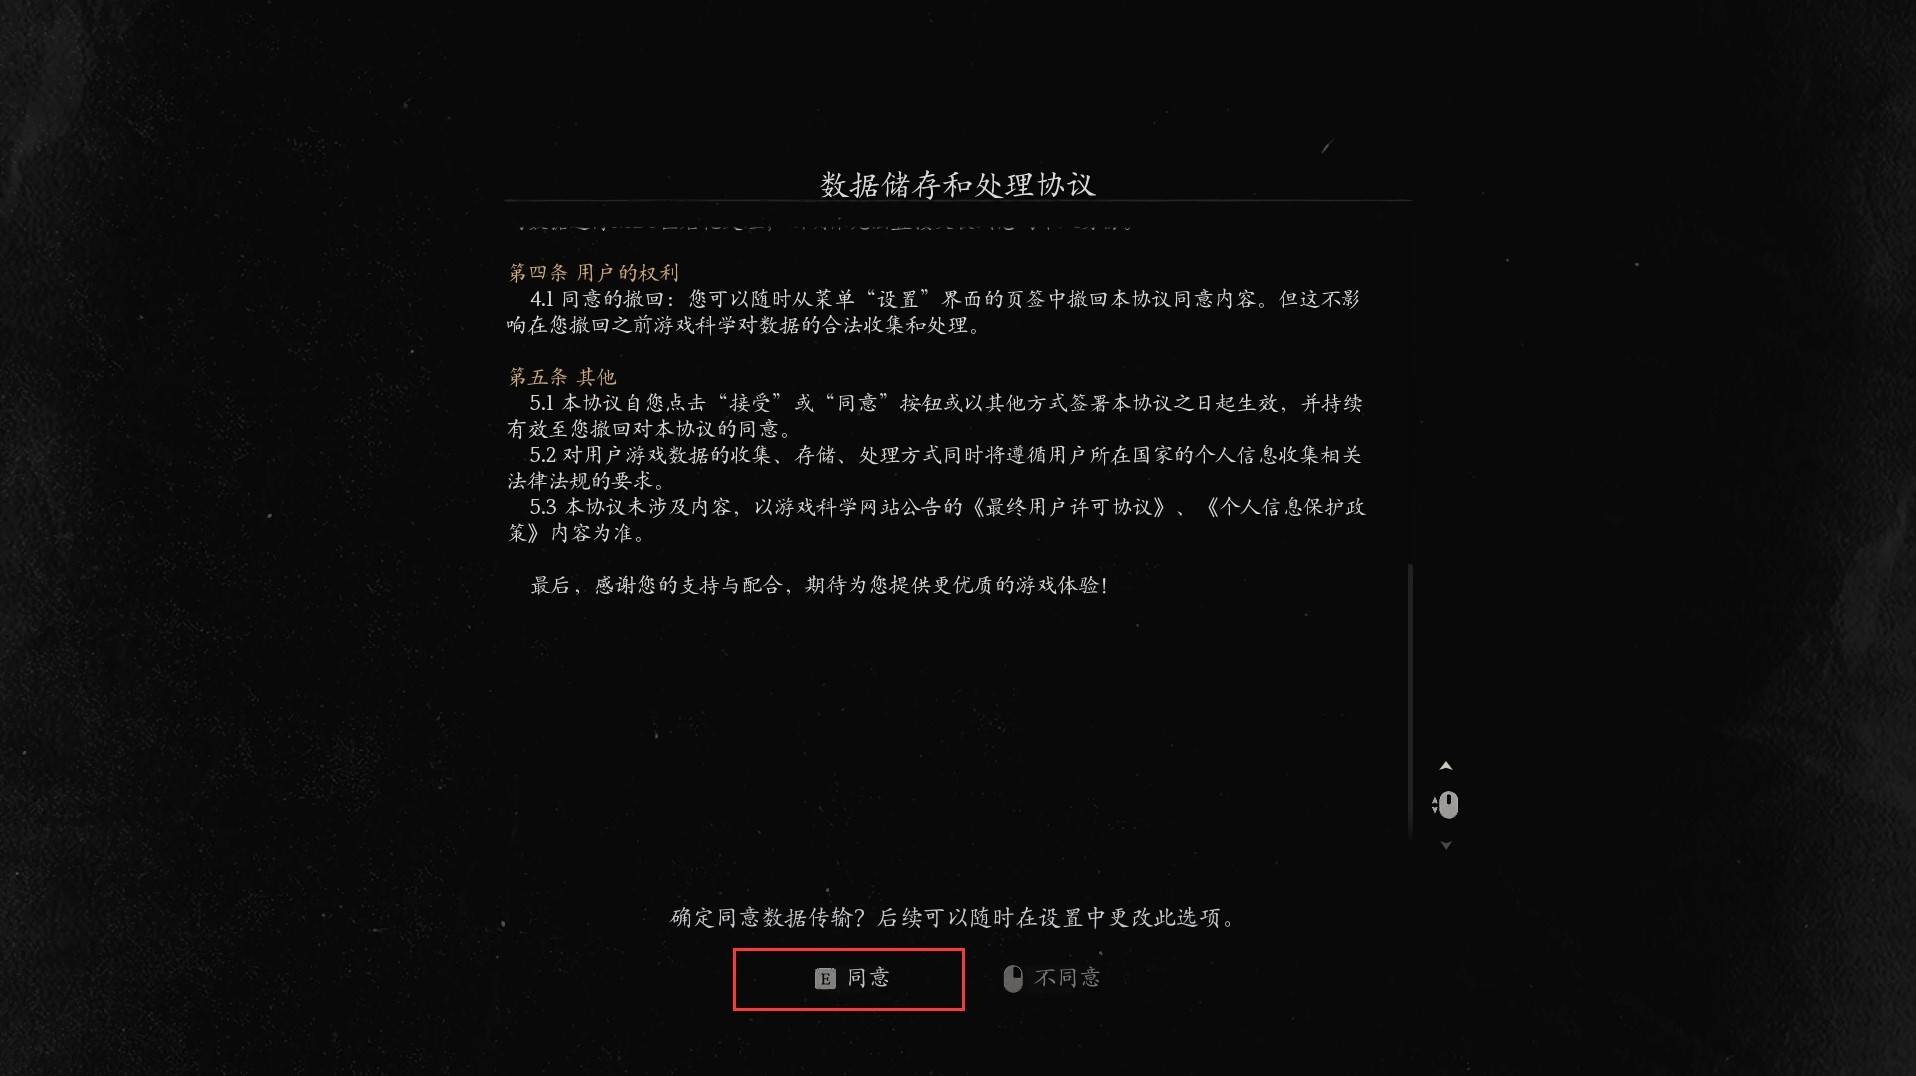 数据储存和处理协议
第四条 用户的权利
4.1 同意的撤回：您可以随时从菜单“设置”界面的页签中撤回本协议同意内容。但这不影
响在您撤回之前游戏科学对数据的合法收集和处理。
第五条 其他
5.1 本协议自您点击“接受”或“同意”按钮或以其他方式签署本协议之日起生效，并持续
有效至您撤回对本协议的同意。
5.2 对用户游戏数据的收集、存储、处理方式同时将遵循用户所在国家的个人信息收集相关
法律法规的要求。
5.3 本协议未涉及内容，以游戏科学网站公告的《最终用户许可协议》、《个人信息保护政
策》内容为准。
最后，感谢您的支持与配合，期待为您提供更优质的游戏体验！
确定同意数据传输？后续可以随时在设置中更改此选项。
E 同意 不同意